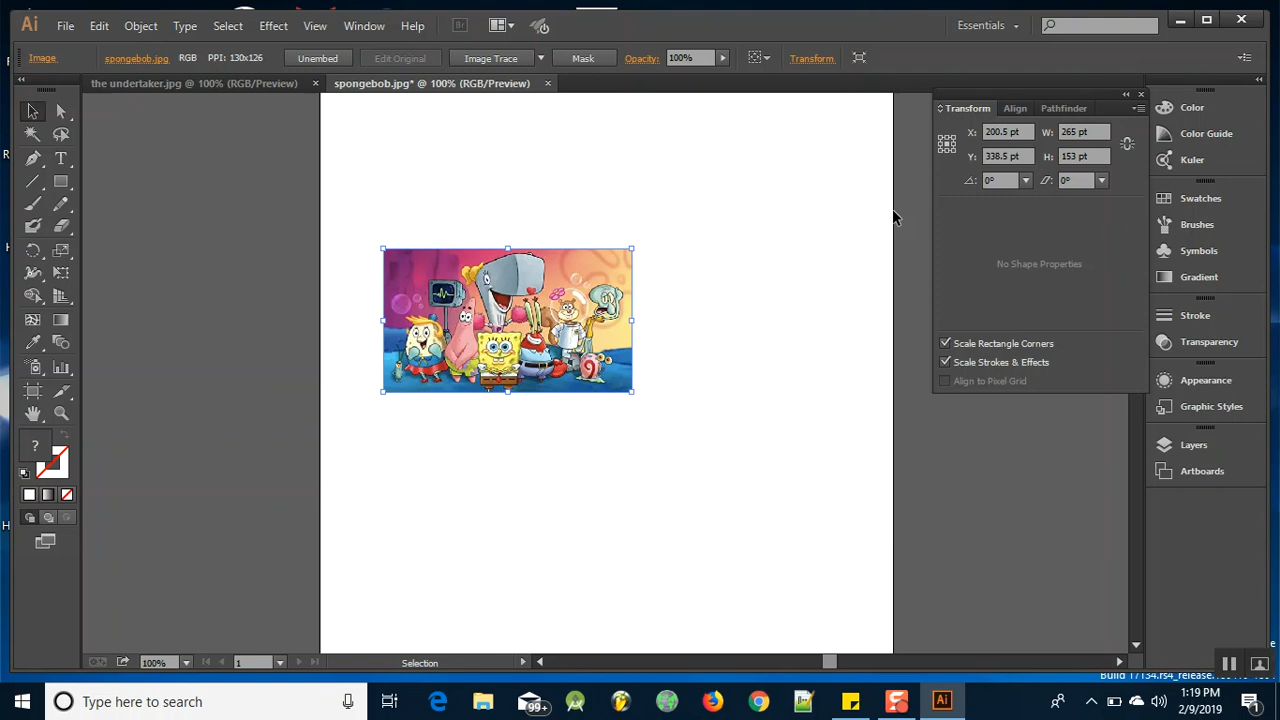 Ai File Edit Object Type Select Effect View Window Help Br Essentials
Image spongebob.jpg RGB PPI: 130x126 Unembed Edit Original Image Trace Mask Opacity: 100% Transform
the undertaker.jpg @ 100% (RGB/Preview) × spongebob.jpg* @ 100% (RGB/Preview) ×
Transform Align Pathfinder
X: 200.5 pt W: 265 pt
Y: 338.5 pt H: 153 pt
0° 0°
No Shape Properties
Scale Rectangle Corners
Scale Strokes & Effects
Align to Pixel Grid
Color
Color Guide
Kuler
Swatches
Brushes
Symbols
Gradient
Stroke
Transparency
Appearance
Graphic Styles
Layers
Artboards
T
?
100% 1 Selection
Type here to search 99+ Ai 1:19 PM
2/9/2019